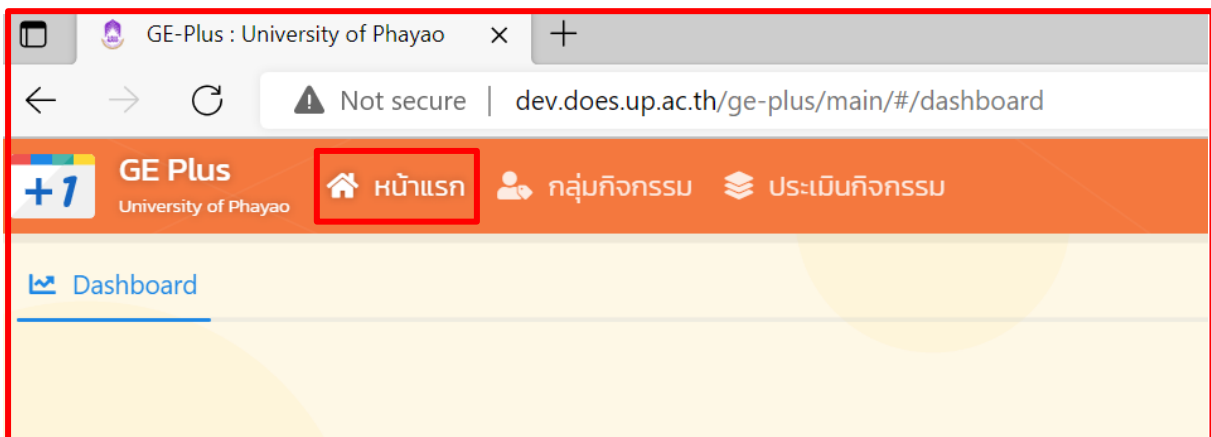 GE-Plus : University of Phayao
Not secure | dev.does.up.ac.th/ge-plus/main/#/dashboard
+1 GE Plus
University of Phayao
หน้าแรก กลุ่มกิจกรรม ประเมินกิจกรรม
Dashboard